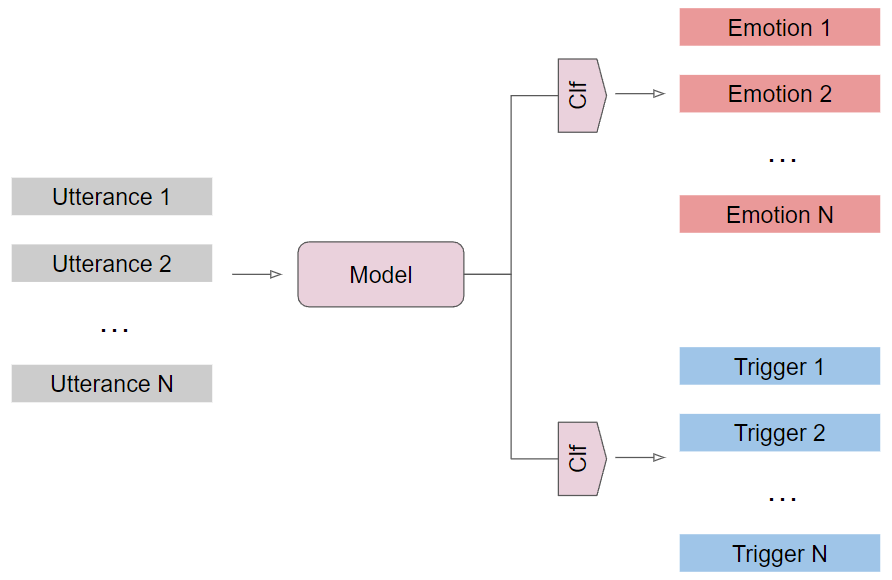 Utterance 1
Utterance 2
...
Utterance N
Model
Clf
Emotion 1
Emotion 2
...
Emotion N
Clf
Trigger 1
Trigger 2
...
Trigger N